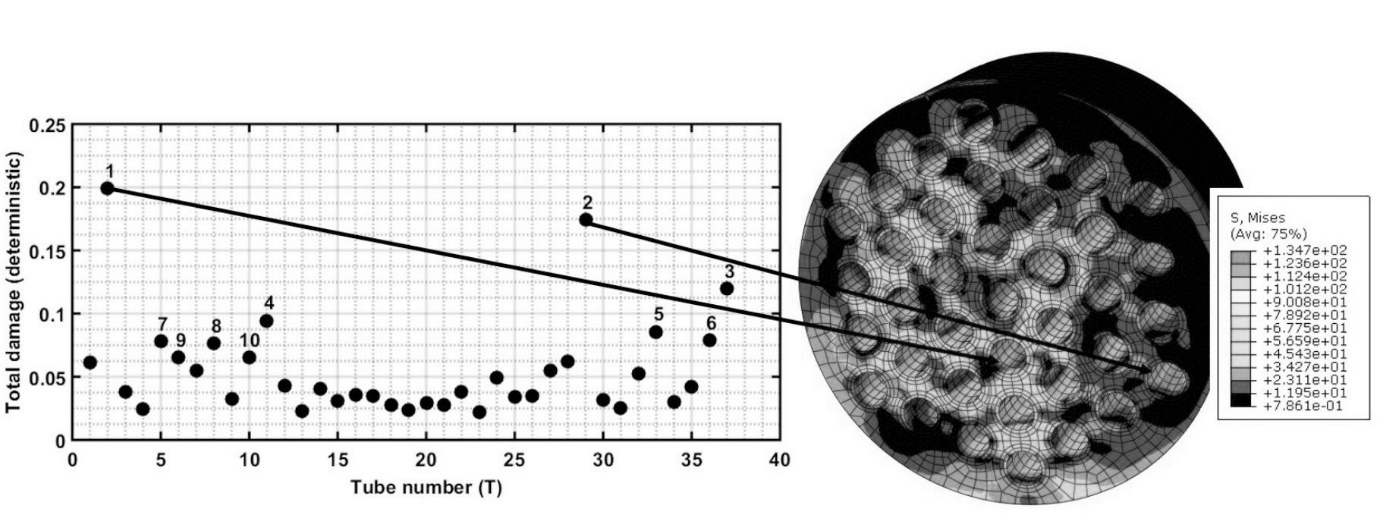 0.25
0.2
0.15
0.1
0.05
0
Total damage (deterministic)
1
2
3
4
5
6
7
8
9
10
0 5 10 15 20 25 30 35 40
Tube number (T)
S, Mises
(Avg: 75%)
+1.347e+02
+1.236e+02
+1.124e+02
+1.012e+02
+9.008e+01
+7.892e+01
+6.775e+01
+5.659e+01
+4.543e+01
+3.427e+01
+2.311e+01
+1.195e+01
+7.861e-01